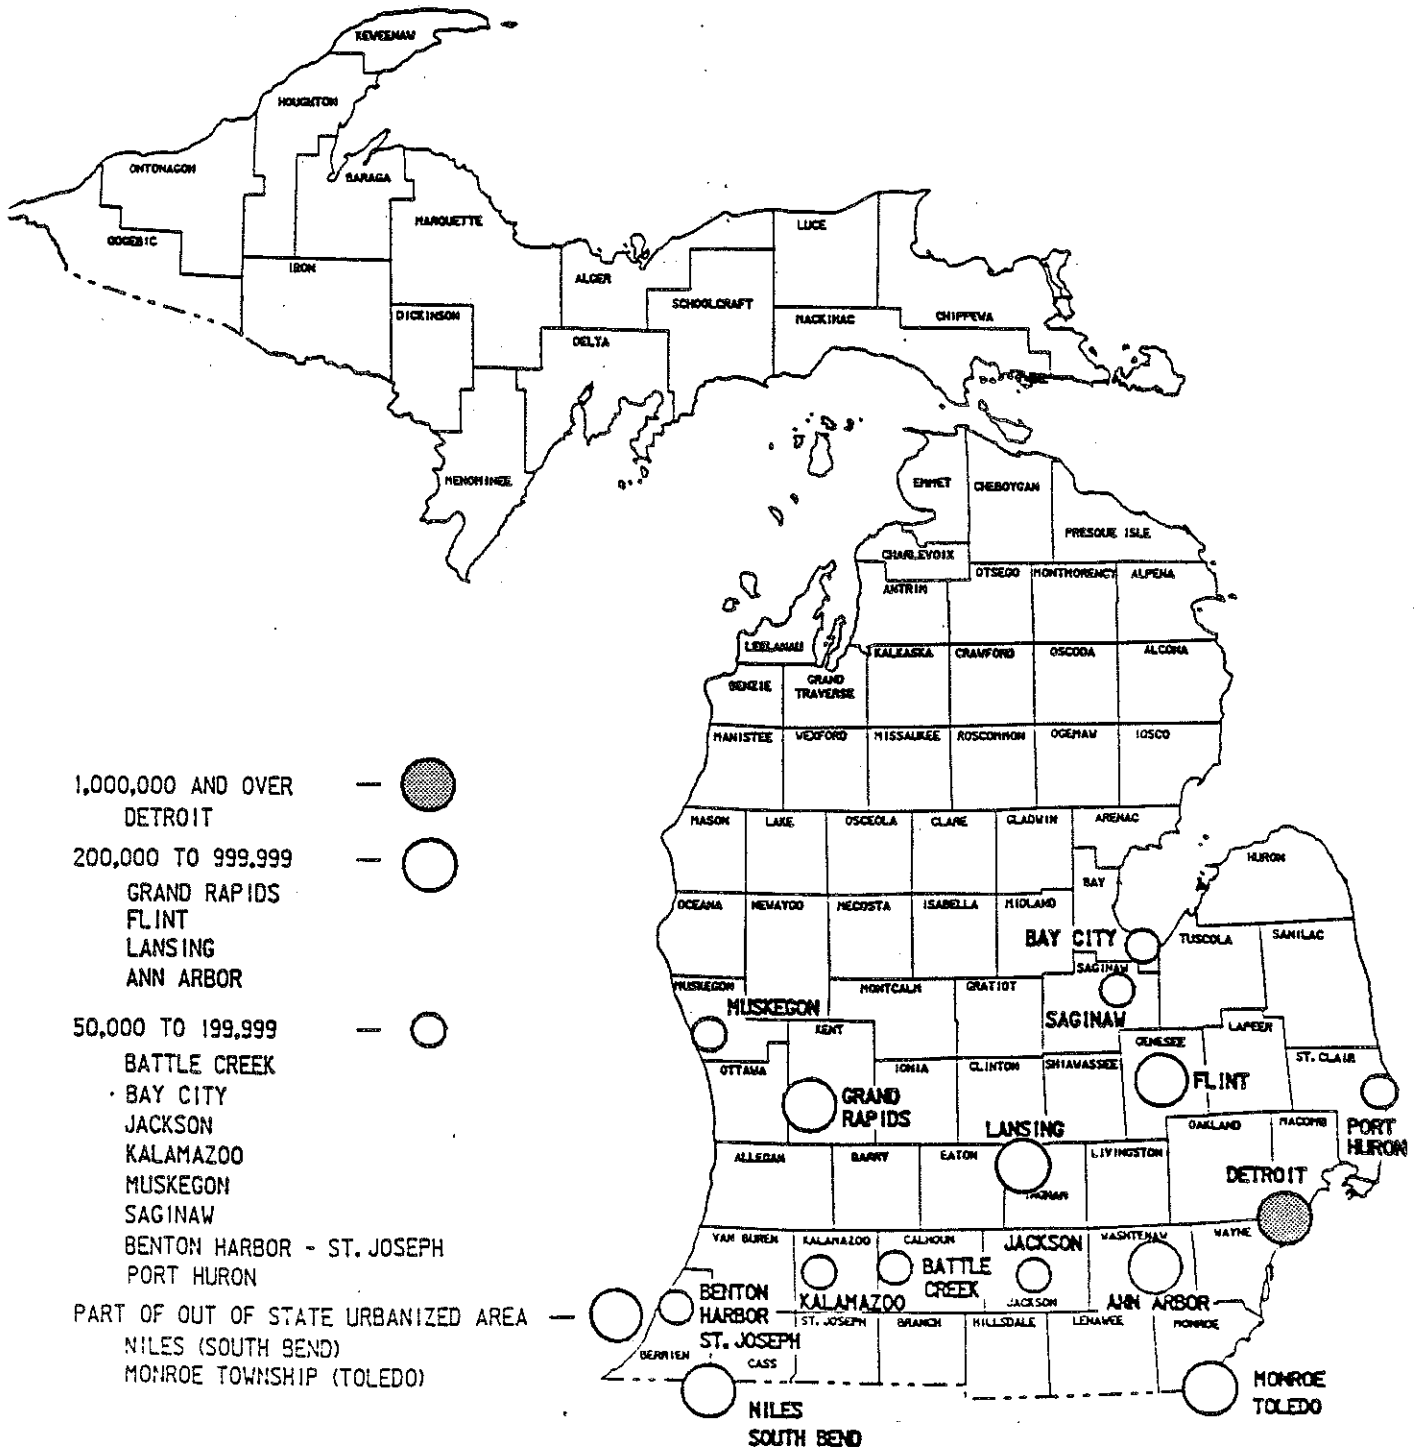 KEWEENAW
HOUGHTON
ONTONAGON
BARAGA
GOGEBIC
MARQUETTE
LUCE
IRON
ALGER
SCHOOLCRAFT
DICKINSON
MACKINAC
CHIPPEWA
DELTA
MENOMINEE
EMMET
CHEBOYGAN
PRESQUE ISLE
CHARLEVOIX
OTSEGO
MONTMORENCY
ALPENA
ANTRIM
LEELANAU
KALKASKA
CRAWFORD
OSCODA
ALCONA
BENZIE
GRAND
TRAVERSE
MANISTEE
WEXFORD
MISSAUKEE
ROSCOMMON
OGEMAW
IOSCO
1,000,000 AND OVER —
DETROIT
200,000 TO 999.999 —
GRAND RAPIDS
FLINT
LANSING
ANN ARBOR
50,000 TO 199,999 —
BATTLE CREEK
BAY CITY
JACKSON
KALAMAZOO
MUSKEGON
SAGINAW
BENTON HARBOR - ST. JOSEPH
PORT HURON
PART OF OUT OF STATE URBANIZED AREA —
NILES (SOUTH BEND)
MONROE TOWNSHIP (TOLEDO)
MASON
LAKE
OSCEOLA
CLARE
GLADWIN
ARENAC
HURON
BAY
OCEANA
NEWAYGO
MECOSTA
ISABELLA
MIDLAND
BAY CITY
TUSCOLA
SANILAC
SAGINAW
MUSKEGON
MONTCALM
GRATIOT
MUSKEGON
SAGINAW
KENT
GENESEE
LAPEER
ST. CLAIR
OTTAWA
IONIA
CLINTON
SHIAWASSEE
FLINT
GRAND
RAPIDS
LANSING
OAKLAND
MACOMB
PORT
HURON
ALLEGAN
BARRY
EATON
LIVINGSTON
INGHAM
DETROIT
VAN BUREN
KALAMAZOO
CALHOUN
JACKSON
WASHTENAW
WAYNE
BATTLE
CREEK
BENTON
HARBOR
ST. JOSEPH
KALAMAZOO
JACKSON
ANN ARBOR
ST. JOSEPH
BRANCH
HILLSDALE
LENAWEE
MONROE
BERRIEN
CASS
NILES
SOUTH BEND
MONROE
TOLEDO